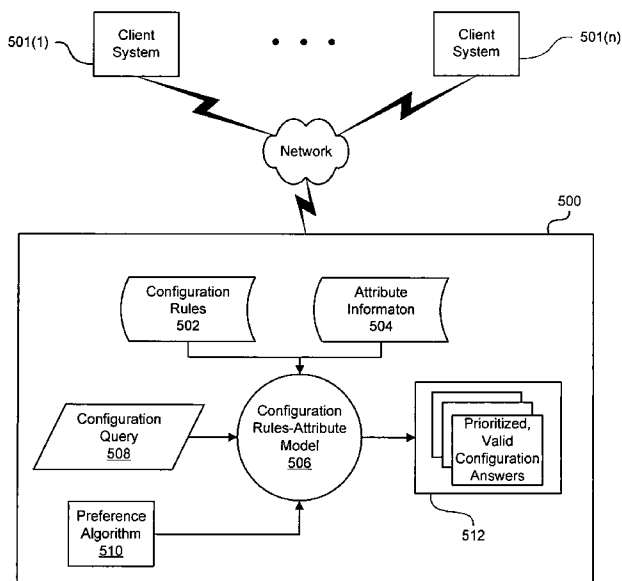 501(1)
Client
System
Client
System
501(n)
Network
500
Configuration
Rules
502
Attribute
Informaton
504
Configuration
Query
508
Configuration
Rules-Attribute
Model
506
Prioritized,
Valid
Configuration
Answers
Preference
Algorithm
510
512